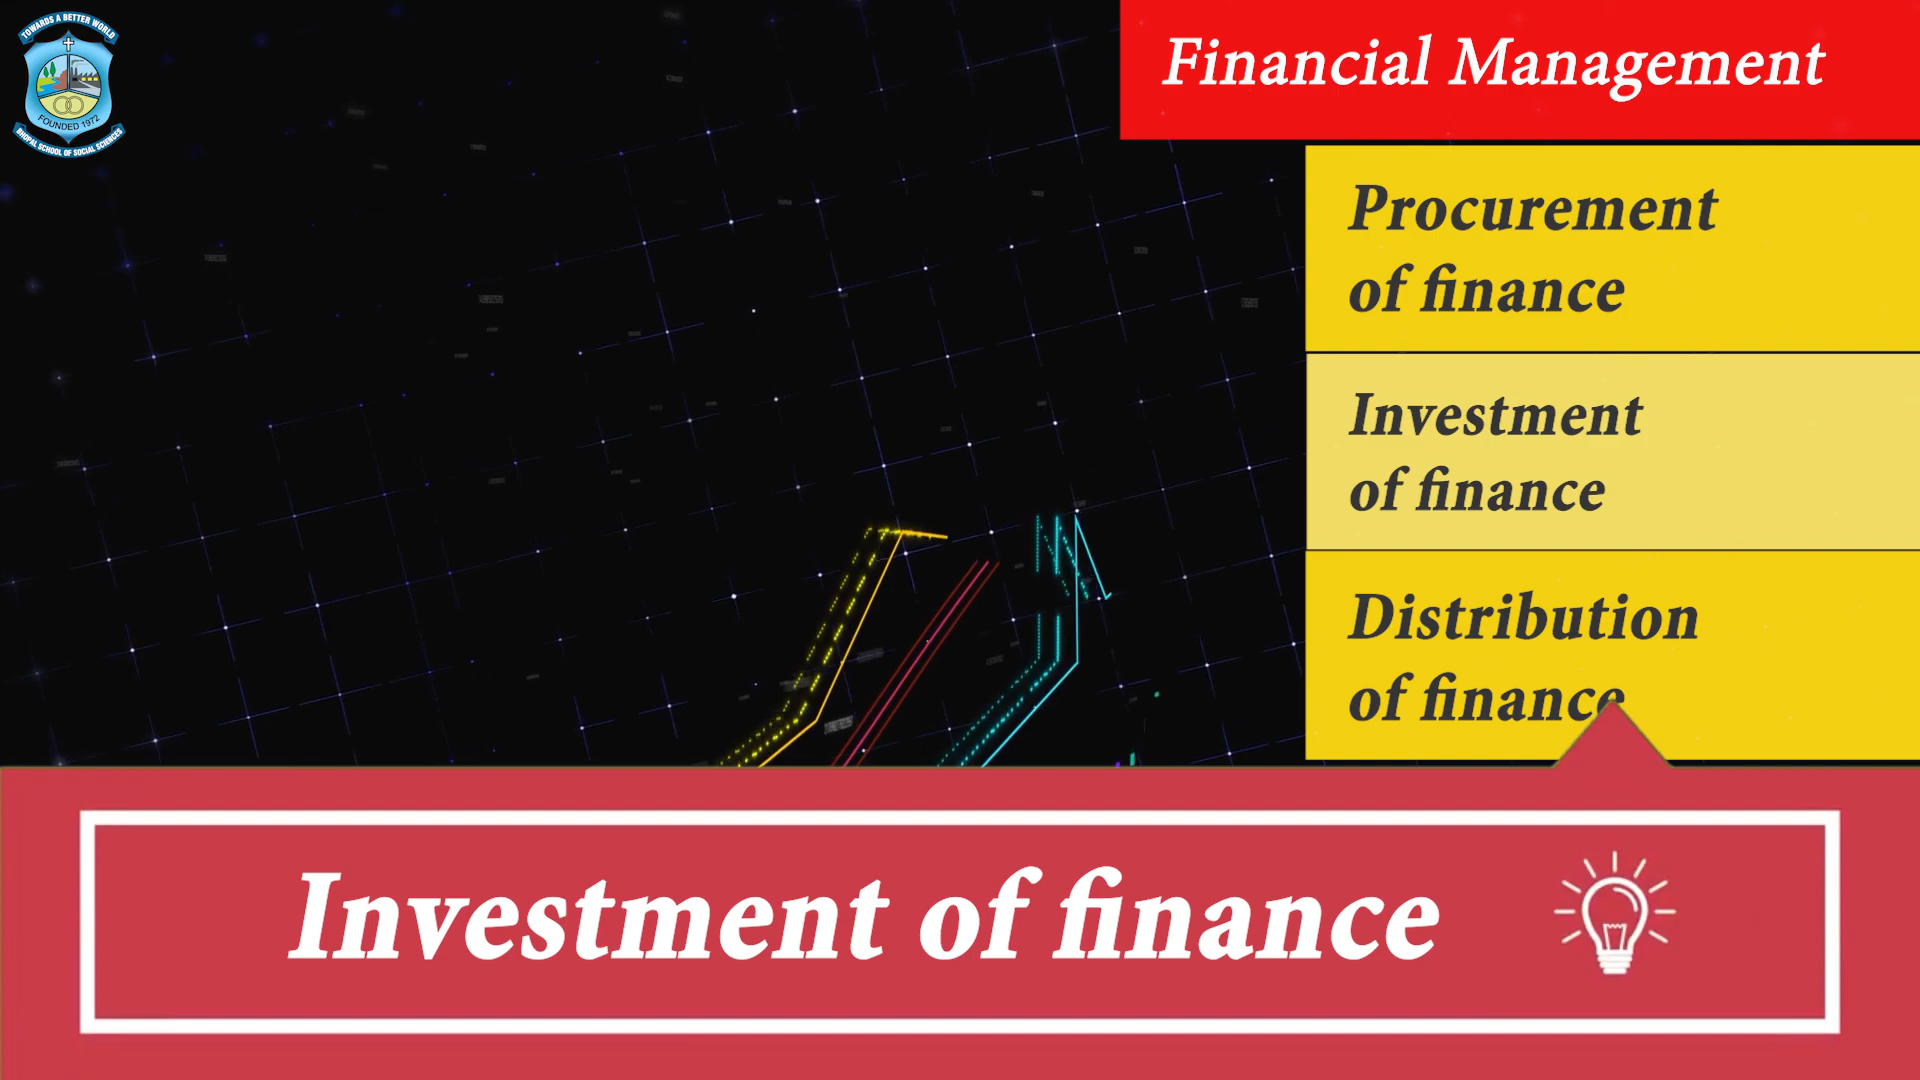 TOWARDS A BETTER WORLD
FOUNDED 1972
BHOPAL SCHOOL OF SOCIAL SCIENCES
Financial Management
Procurement
of finance
Investment
of finance
Distribution
of finance
Investment of finance